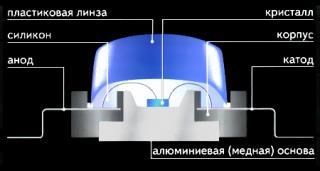 пластиковая линза
кристалл
силикон
корпус
анод
катод
алюминиевая (медная) основа